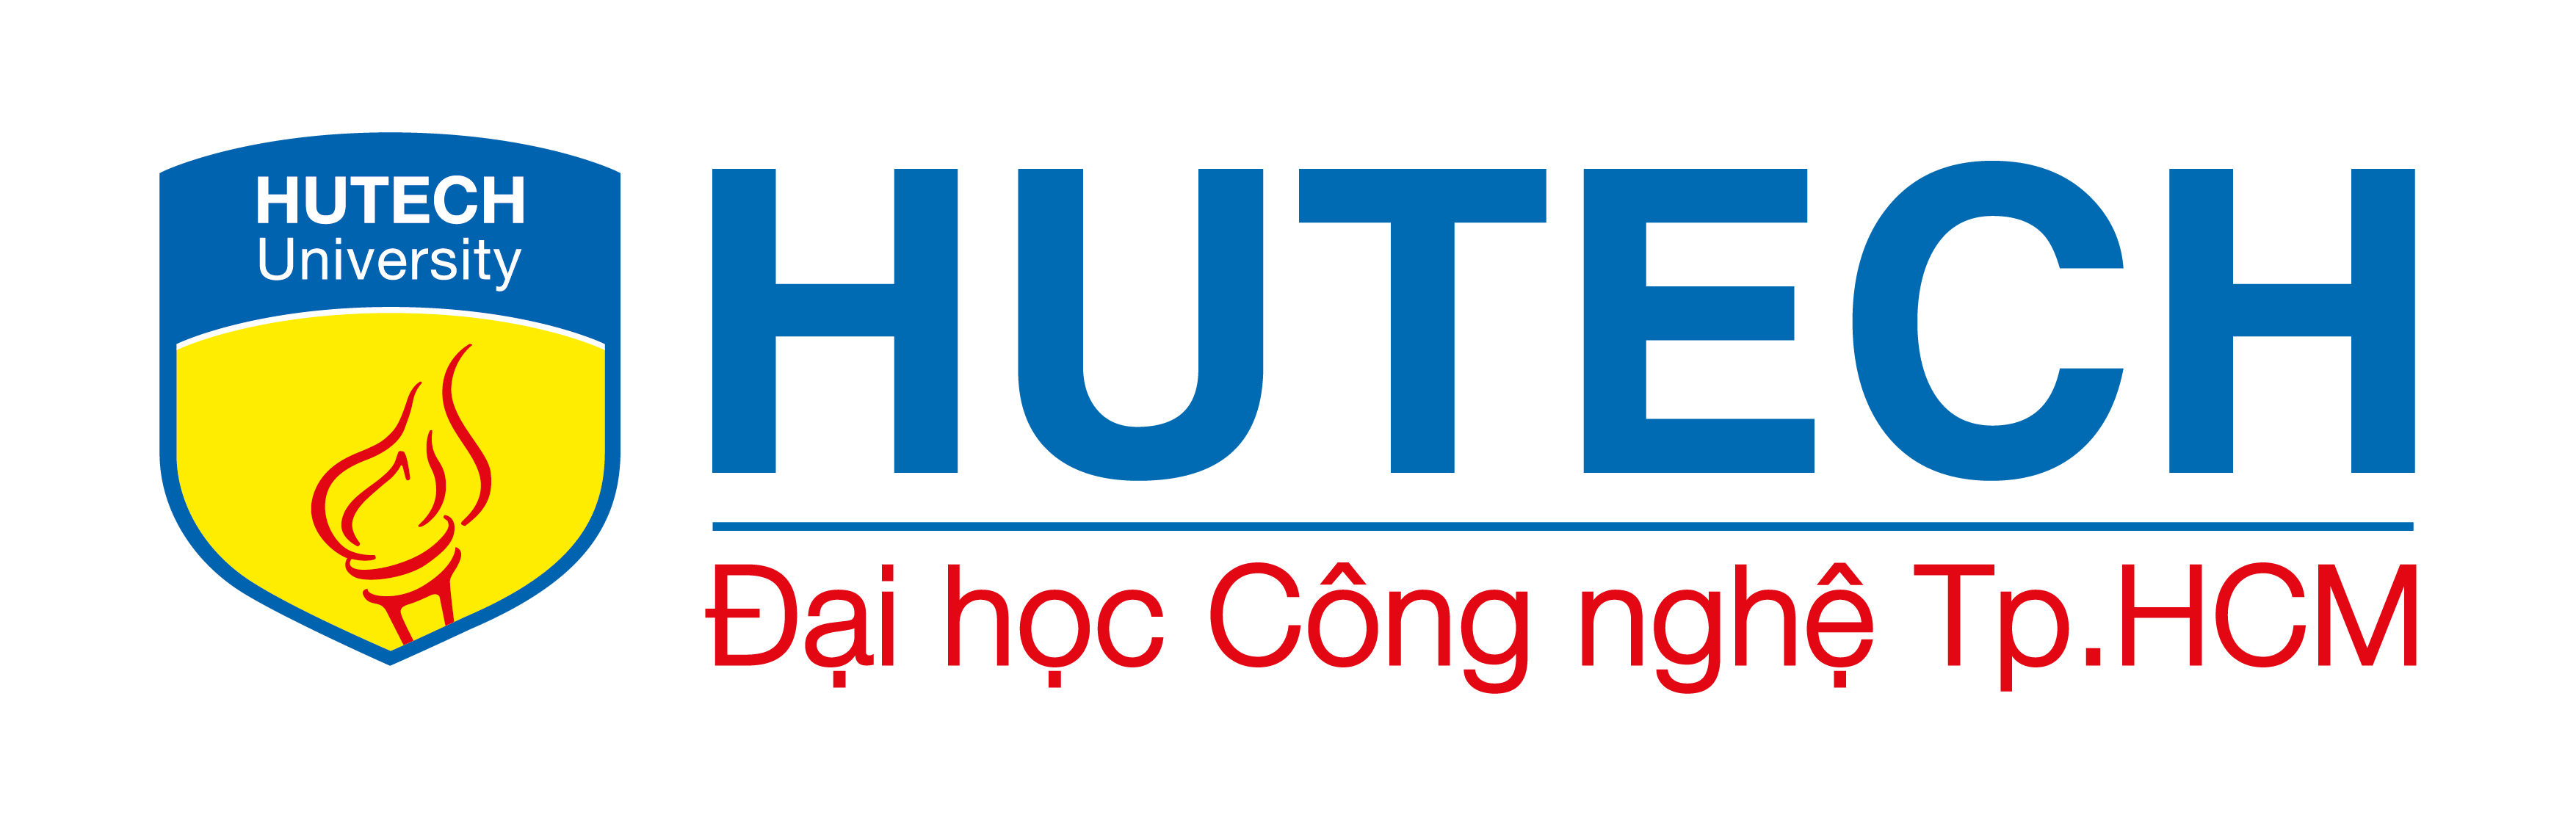 HUTECH
University
HUTECH
Đại học Công nghệ Tp.HCM